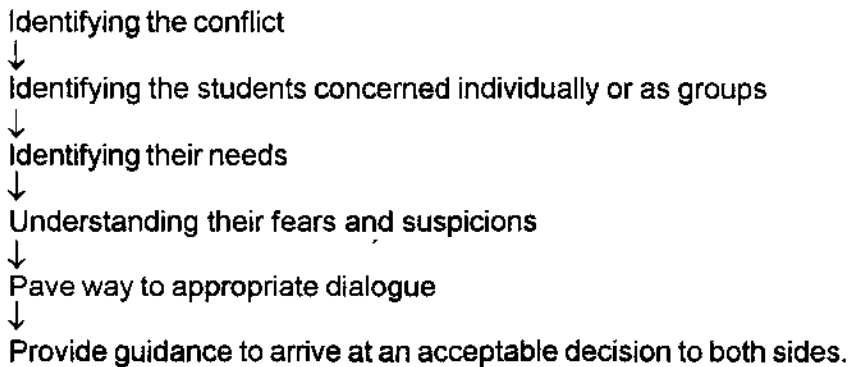 Identifying the conflict
↓
Identifying the students concerned individually or as groups
↓
Identifying their needs
↓
Understanding their fears and suspicions
↓
Pave way to appropriate dialogue
↓
Provide guidance to arrive at an acceptable decision to both sides.